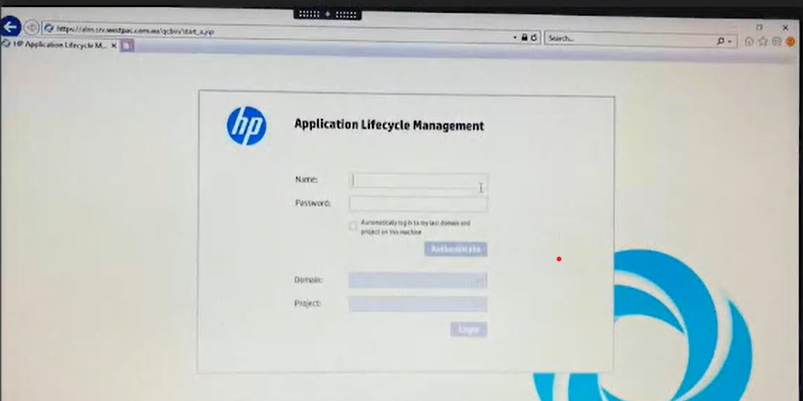 https://alm.srv.westpac.com.au/qcbin/start_a.jsp
Search...
HP Application Lifecycle M...
hp
Application Lifecycle Management
Name:
Password:
Automatically log in to my last domain and
project on this machine
Authenticate
Domain:
Project:
Login